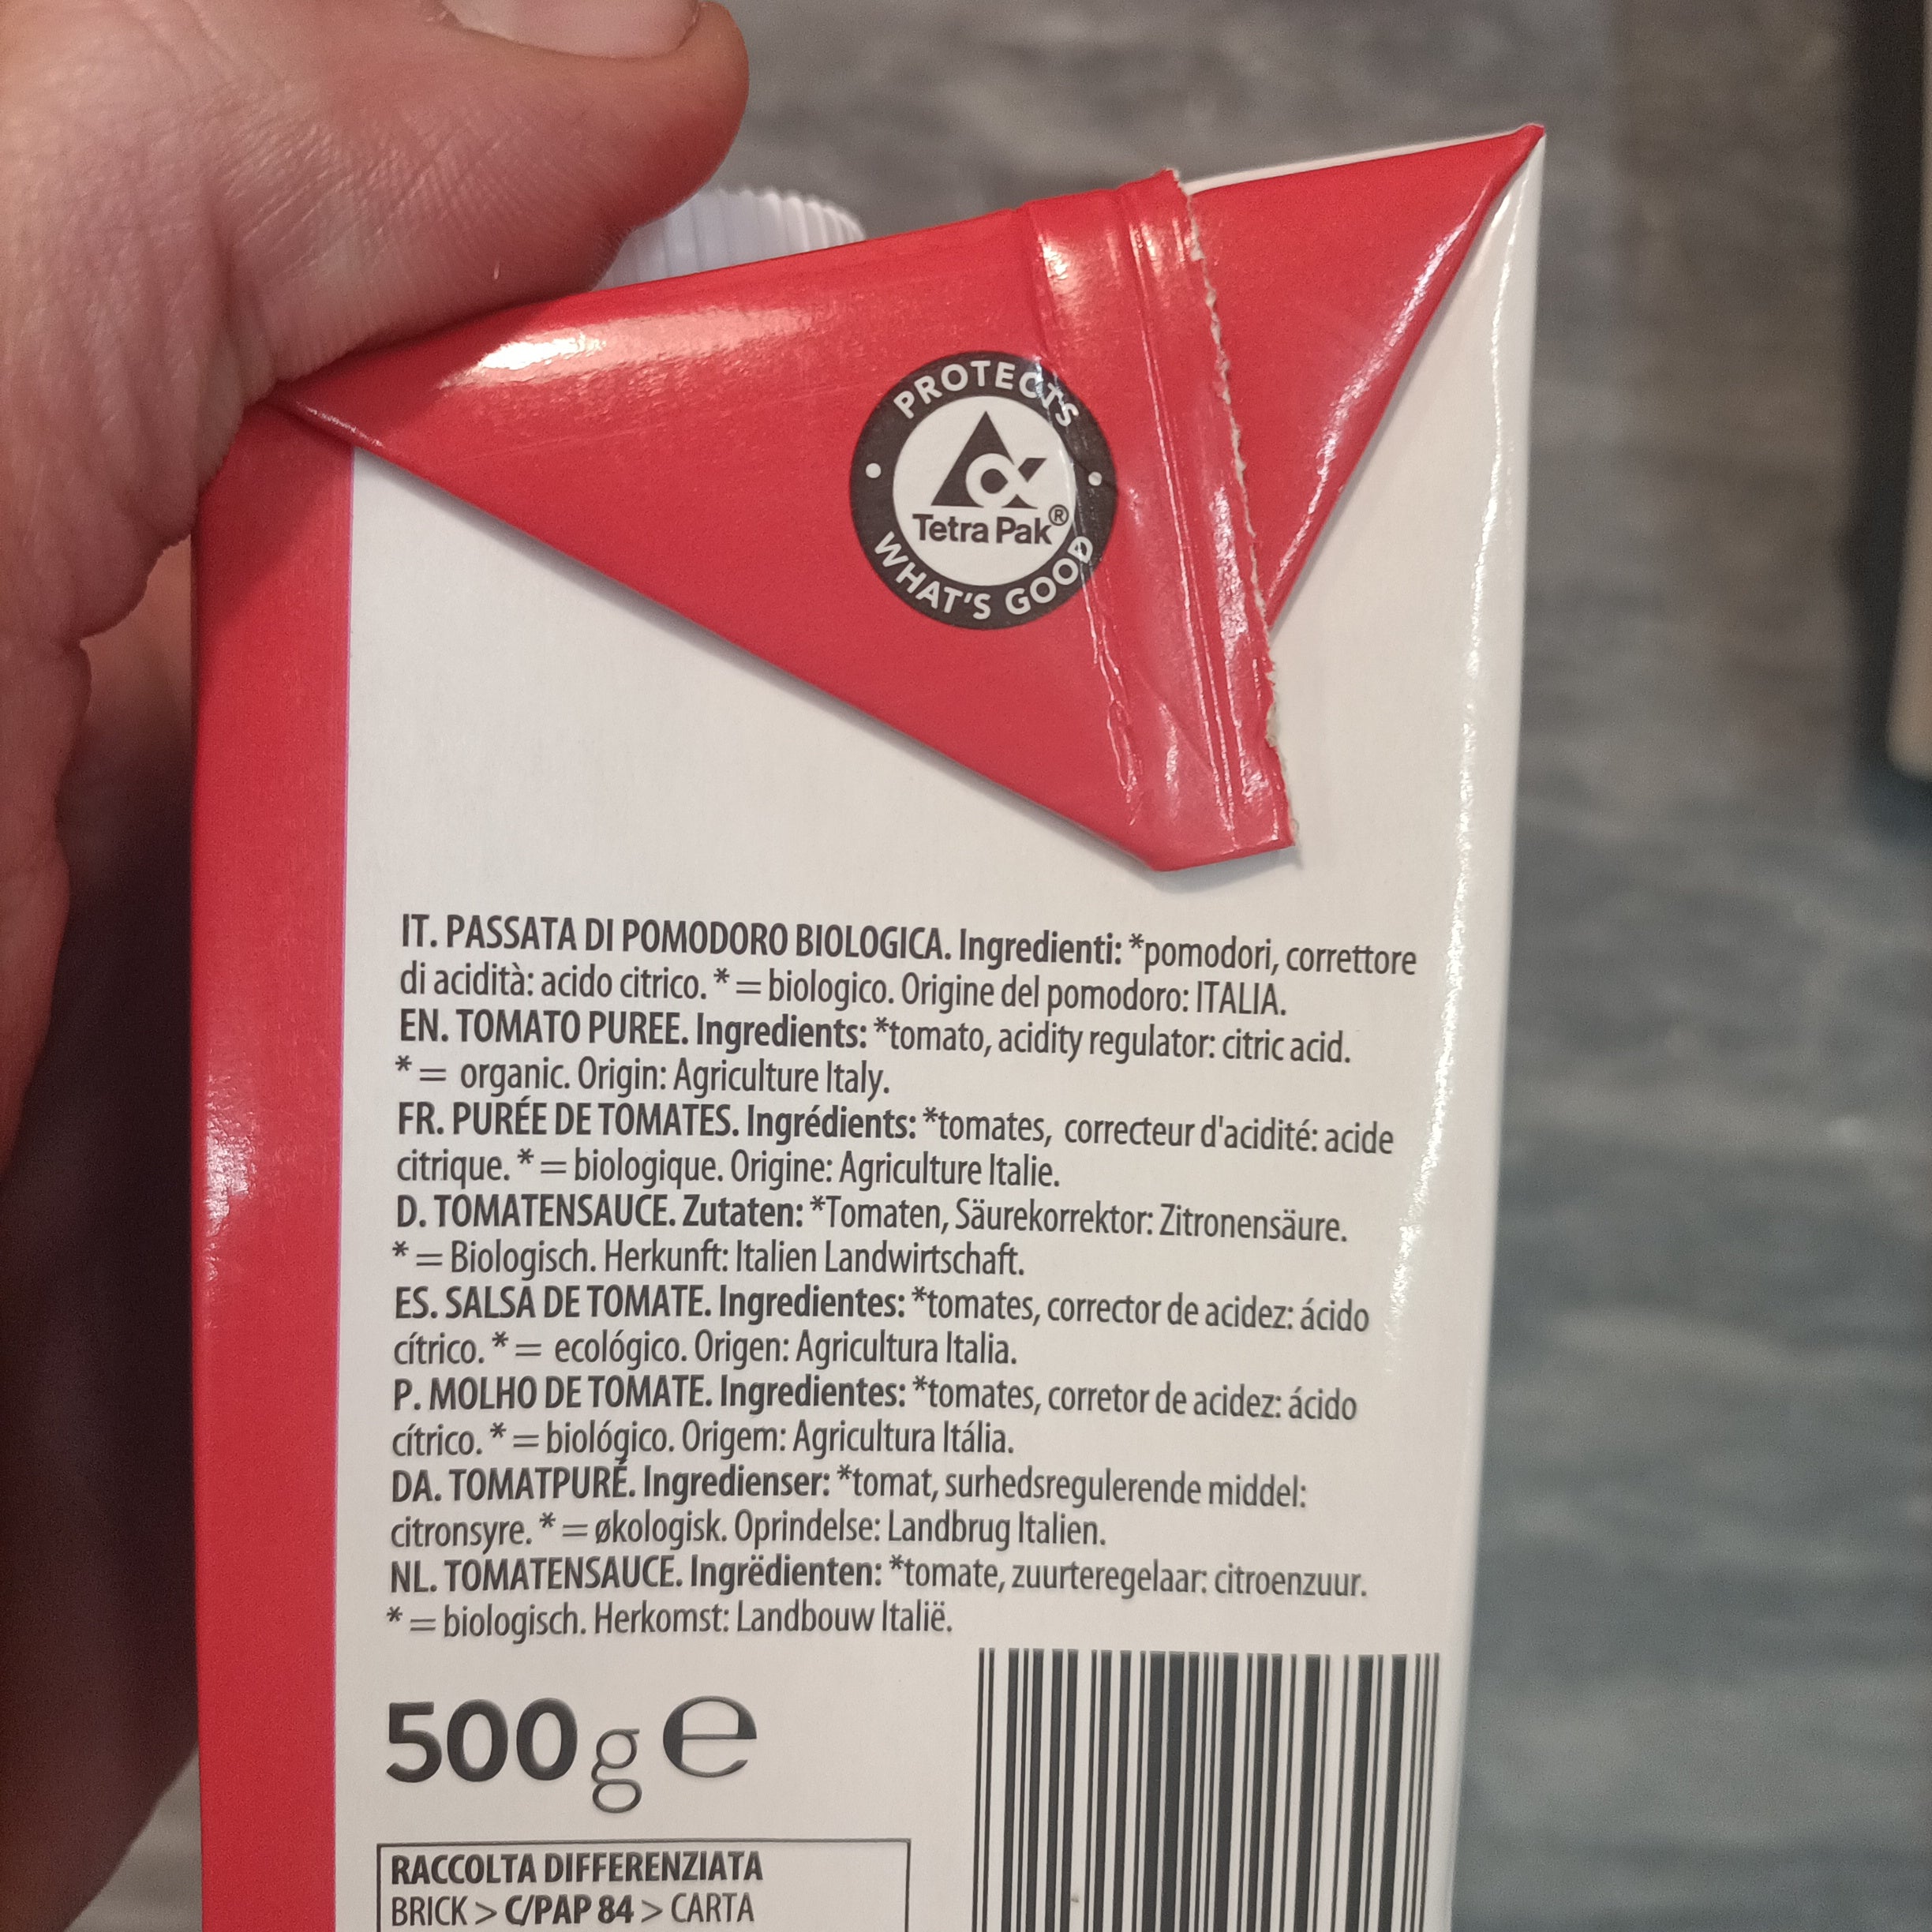 PROTECTS
Tetra Pak®
WHAT'S GOOD
IT. PASSATA DI POMODORO BIOLOGICA. Ingredienti: *pomodori, correttore
di acidità: acido citrico. * = biologico. Origine del pomodoro: ITALIA.
EN. TOMATO PUREE. Ingredients: *tomato, acidity regulator: citric acid.
* = organic. Origin: Agriculture Italy.
FR. PURÉE DE TOMATES. Ingrédients: *tomates, correcteur d'acidité: acide
citrique. * = biologique. Origine: Agriculture Italie.
D. TOMATENSAUCE. Zutaten: *Tomaten, Säurekorrektor: Zitronensäure.
* = Biologisch. Herkunft: Italien Landwirtschaft.
ES. SALSA DE TOMATE. Ingredientes: *tomates, corrector de acidez: ácido
cítrico. * = ecológico. Origen: Agricultura Italia.
P. MOLHO DE TOMATE. Ingredientes: *tomates, corretor de acidez: ácido
cítrico. * = biológico. Origem: Agricultura Itália.
DA. TOMATPURÉ. Ingredienser: *tomat, surhedsregulerende middel:
citronsyre. * = økologisk. Oprindelse: Landbrug Italien.
NL. TOMATENSAUCE. Ingrëdienten: *tomate, zuurteregelaar: citroenzuur.
* = biologisch. Herkomst: Landbouw Italië.
500g e
RACCOLTA DIFFERENZIATA
BRICK > C/PAP 84 > CARTA